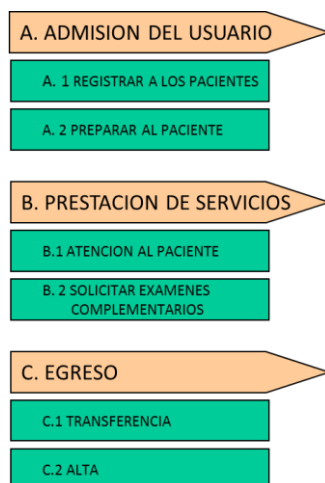 A. ADMISION DEL USUARIO
A. 1 REGISTRAR A LOS PACIENTES
A. 2 PREPARAR AL PACIENTE
B. PRESTACION DE SERVICIOS
B.1 ATENCION AL PACIENTE
B. 2 SOLICITAR EXAMENES
COMPLEMENTARIOS
C. EGRESO
C.1 TRANSFERENCIA
C.2 ALTA